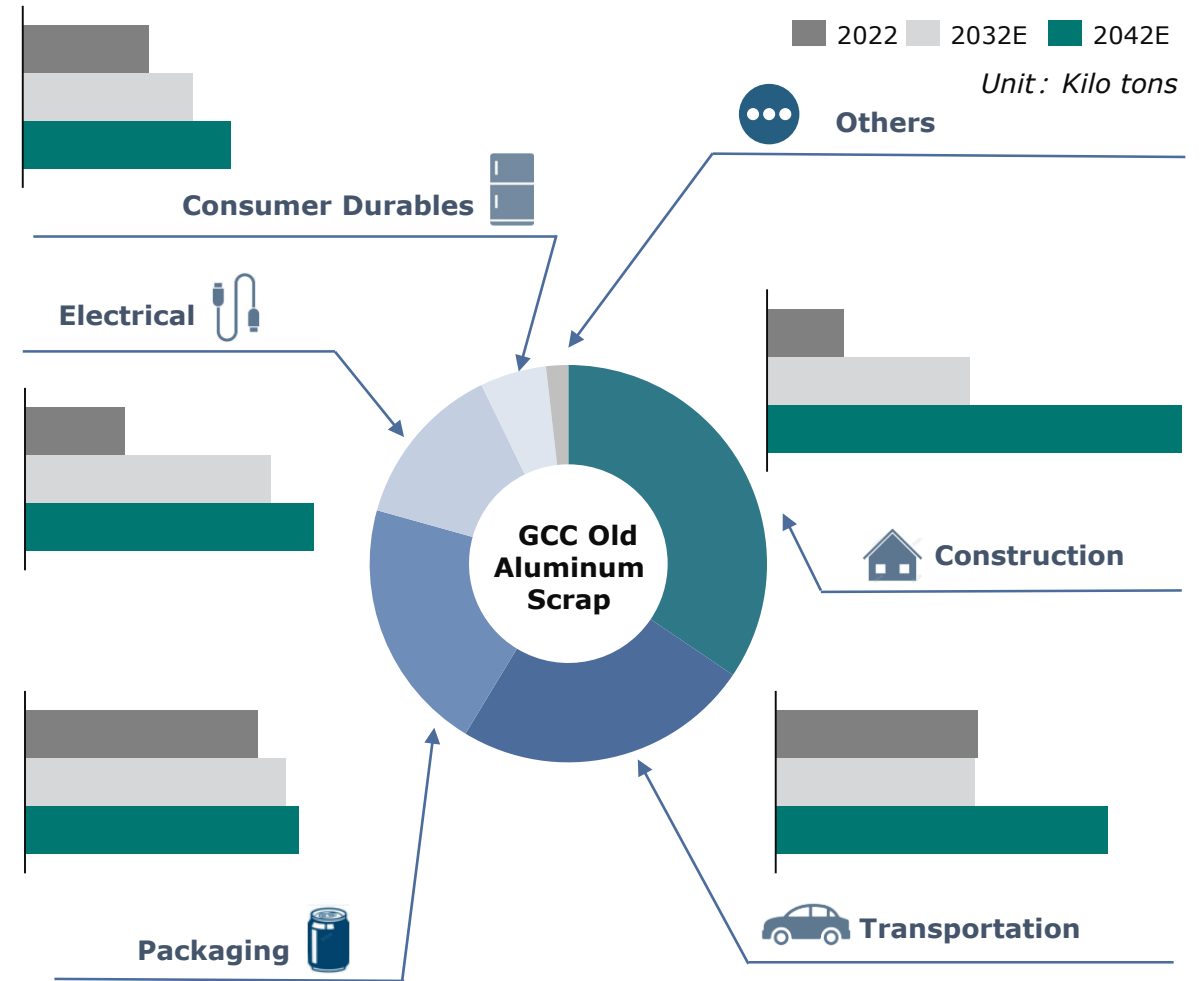 2022 2032E 2042E
Unit: Kilo tons
Others
Consumer Durables
Electrical
GCC Old
Aluminum
Scrap
Construction
Transportation
Packaging